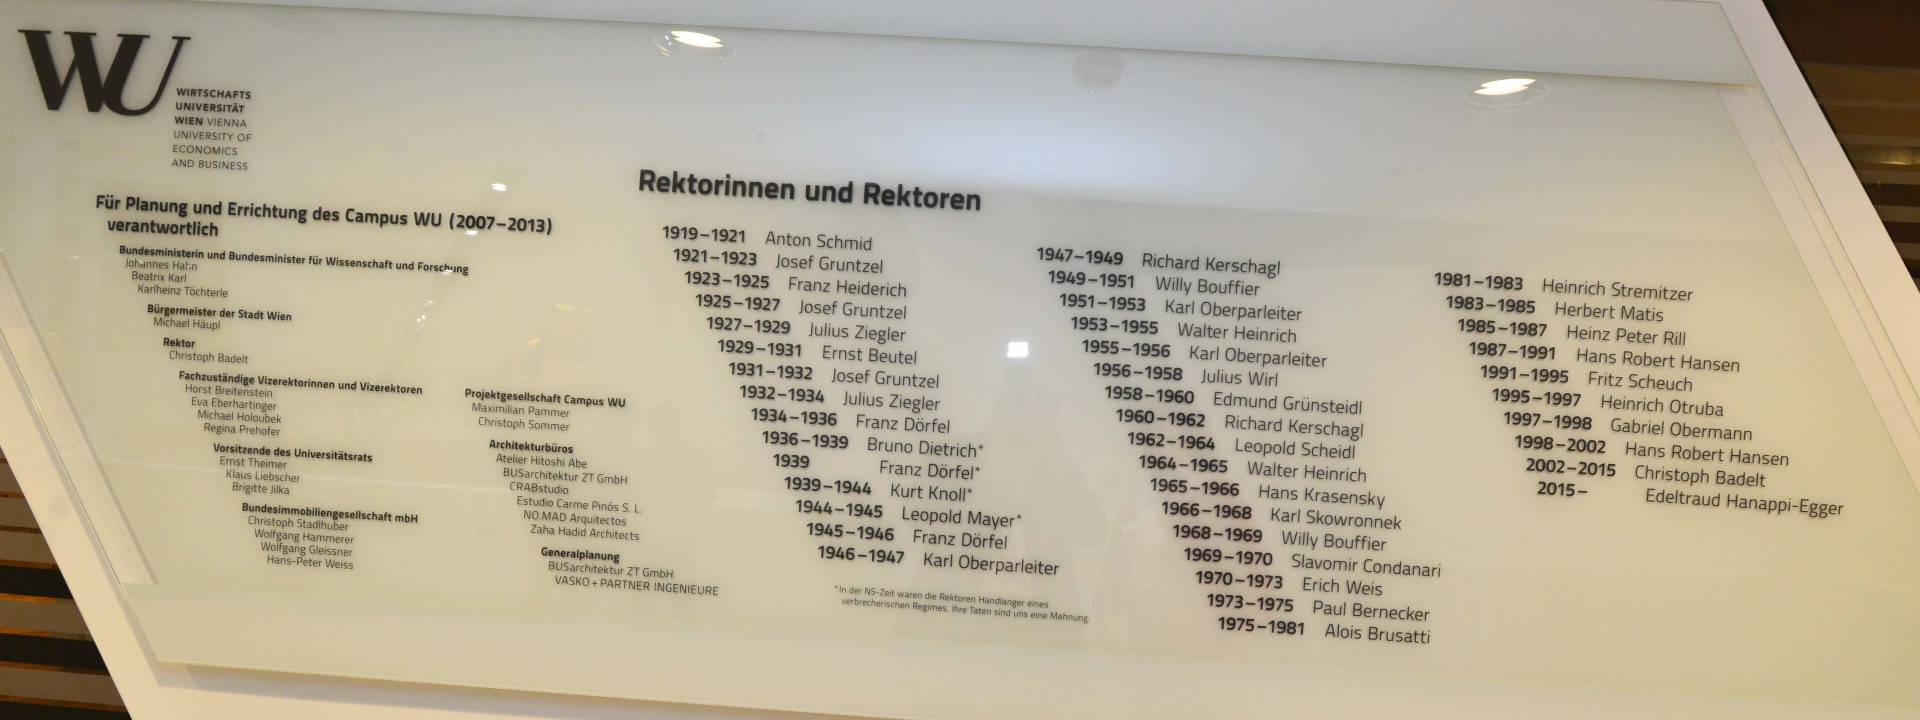 WU
WIRTSCHAFTS
UNIVERSITÄT
WIEN VIENNA
UNIVERSITY OF
ECONOMICS
AND BUSINESS
Für Planung und Errichtung des Campus WU (2007–2013)
verantwortlich
Bundesministerin und Bundesminister für Wissenschaft und Forschung
Johannes Hahn
Beatrix Karl
Karlheinz Töchterle
Bürgermeister der Stadt Wien
Michael Häupl
Rektor
Christoph Badelt
Fachzuständige Vizerektorinnen und Vizerektoren
Horst Breitenstein
Eva Eberhartinger
Michael Holoubek
Regina Prehofer
Vorsitzende des Universitätsrats
Ernst Theimer
Klaus Liebscher
Brigitte Jilka
Bundesimmobiliengesellschaft mbH
Christoph Stadlhuber
Wolfgang Hammerer
Wolfgang Gleissner
Hans-Peter Weiss
Projektgesellschaft Campus WU
Maximilian Pammer
Christoph Sommer
Architekturbüros
Atelier Hitoshi Abe
BUSarchitektur ZT GmbH
CRABstudio
Estudio Carme Pinós S. L.
NO.MAD Arquitectos
Zaha Hadid Architects
Generalplanung
BUSarchitektur ZT GmbH
VASKO + PARTNER INGENIEURE
Rektorinnen und Rektoren
1919–1921 Anton Schmid
1921–1923 Josef Gruntzel
1923–1925 Franz Heiderich
1925–1927 Josef Gruntzel
1927–1929 Julius Ziegler
1929–1931 Ernst Beutel
1931–1932 Josef Gruntzel
1932–1934 Julius Ziegler
1934–1936 Franz Dörfel
1936–1939 Bruno Dietrich*
1939 Franz Dörfel*
1939–1944 Kurt Knoll*
1944–1945 Leopold Mayer*
1945–1946 Franz Dörfel
1946–1947 Karl Oberparleiter
*In der NS-Zeit waren die Rektoren Handlanger eines
verbrecherischen Regimes. Ihre Taten sind uns eine Mahnung.
1947–1949 Richard Kerschagl
1949–1951 Willy Bouffier
1951–1953 Karl Oberparleiter
1953–1955 Walter Heinrich
1955–1956 Karl Oberparleiter
1956–1958 Julius Wirl
1958–1960 Edmund Grünsteidl
1960–1962 Richard Kerschagl
1962–1964 Leopold Scheidl
1964–1965 Walter Heinrich
1965–1966 Hans Krasensky
1966–1968 Karl Skowronnek
1968–1969 Willy Bouffier
1969–1970 Slavomir Condanari
1970–1973 Erich Weis
1973–1975 Paul Bernecker
1975–1981 Alois Brusatti
1981–1983 Heinrich Stremitzer
1983–1985 Herbert Matis
1985–1987 Heinz Peter Rill
1987–1991 Hans Robert Hansen
1991–1995 Fritz Scheuch
1995–1997 Heinrich Otruba
1997–1998 Gabriel Obermann
1998–2002 Hans Robert Hansen
2002–2015 Christoph Badelt
2015– Edeltraud Hanappi-Egger